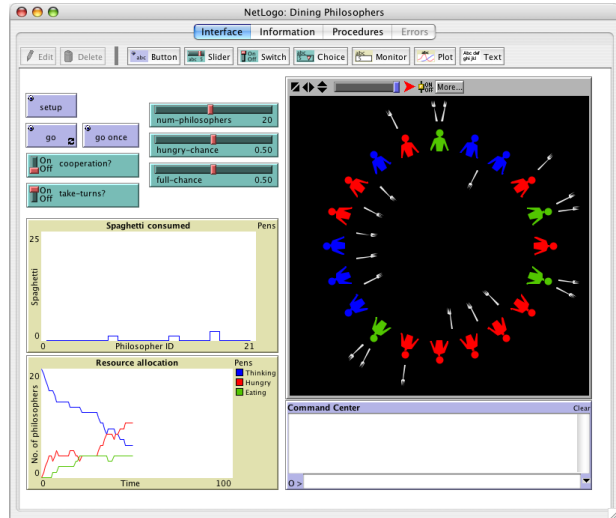 NetLogo: Dining Philosophers
Interface Information Procedures Errors
Edit Delete Button Slider Switch Choice Monitor Plot Text
setup
go go once
num-philosophers 20
hungry-chance 0.50
full-chance 0.50
On Off cooperation?
On Off take-turns?
ON OFF More...
Spaghetti consumed Pens
25
Spaghetti
0
0 Philosopher ID 21
Resource allocation Pens
20
No. of philosophers
0
0 Time 100
Thinking
Hungry
Eating
Command Center Clear
O>